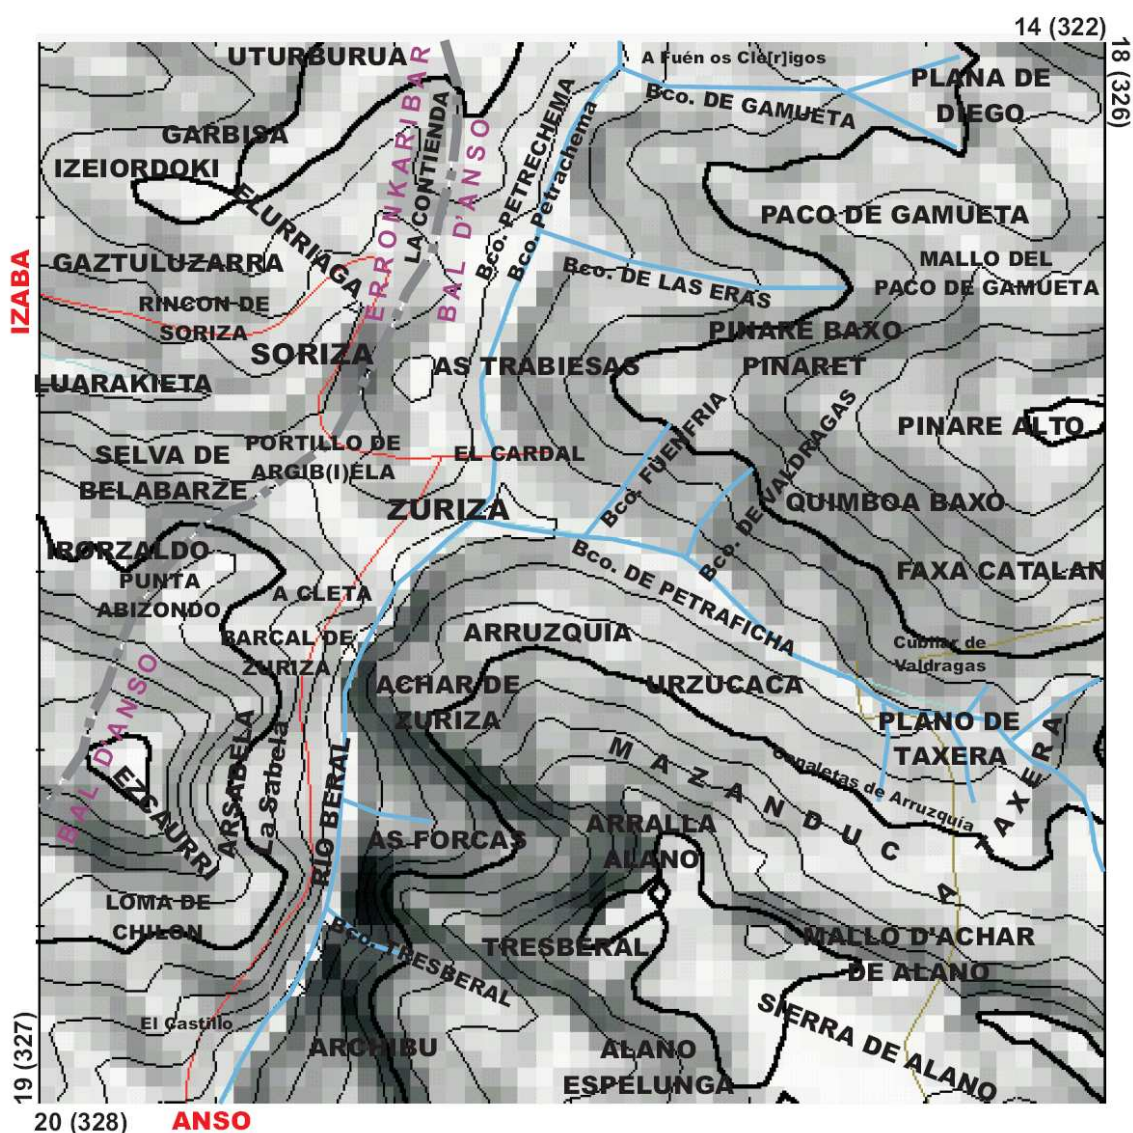 14 (322)
18 (326)
UTURBURUA
A Fuén os Cle[r]igos
PLANA DE
DIEGO
Bco. DE GAMUETA
GARBISA
IZEIORDOKI
ERRONKARIBAR
LA CONTIENDA
BAL D'ANSO
Bco. PETRECHEMA
Bco. Petrachema
ELURRIAGA
PACO DE GAMUETA
GAZTULUZARRA
MALLO DEL
PACO DE GAMUETA
Bco. DE LAS ERAS
IZABA
RINCON DE
SORIZA
PINARE BAXO
SORIZA
AS TRABIESAS
PINARET
LUARAKIETA
PINARE ALTO
SELVA DE
BELABARZE
PORTILLO DE
ARGIB(I)ELA
EL CARDAL
Bco. FUENFRIA
Bco. DE VALDRAGAS
ZURIZA
QUIMBOA BAXO
IRORZALDO
PUNTA
ABIZONDO
A CLETA
Bco. DE PETRAFICHA
FAXA CATALAN
BARCAL DE
ZURIZA
ARRUZQUIA
Cubilar de
Valdragas
ACHAR DE
ZURIZA
URZUCACA
BAL D'ANSO
PLANO DE
TAXERA
TAXERA
MAZANDUCA
Conaletas de Arruzquia
EZCAURRI
ARSABELA
La Sabela
RIO BERAL
AS FORCAS
ARRALLA
ALANO
LOMA DE
CHILON
Bco. TRESBERAL
TRESBERAL
MALLO D'ACHAR
DE ALANO
SIERRA DE ALANO
El Castillo
ARCHIBU
ALANO
ESPELUNGA
19 (327)
20 (328)
ANSO